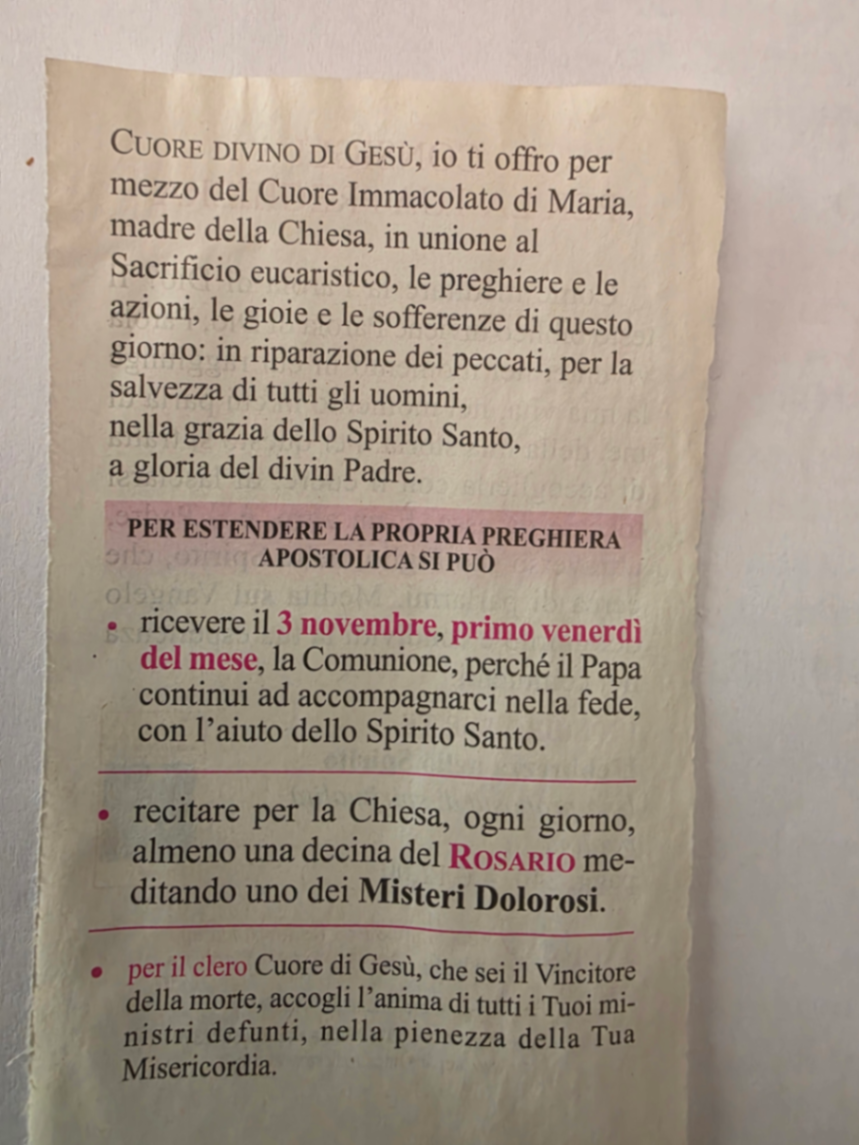 CUORE DIVINO DI GESÙ, io ti offro per
mezzo del Cuore Immacolato di Maria,
madre della Chiesa, in unione al
Sacrificio eucaristico, le preghiere e le
azioni, le gioie e le sofferenze di questo
giorno: in riparazione dei peccati, per la
salvezza di tutti gli uomini,
nella grazia dello Spirito Santo,
a gloria del divin Padre.
PER ESTENDERE LA PROPRIA PREGHIERA
APOSTOLICA SI PUÒ
• ricevere il 3 novembre, primo venerdì
del mese, la Comunione, perché il Papa
continui ad accompagnarci nella fede,
con l'aiuto dello Spirito Santo.
• recitare per la Chiesa, ogni giorno,
almeno una decina del ROSARIO me-
ditando uno dei Misteri Dolorosi.
• per il clero Cuore di Gesù, che sei il Vincitore
della morte, accogli l'anima di tutti i Tuoi mi-
nistri defunti, nella pienezza della Tua
Misericordia.